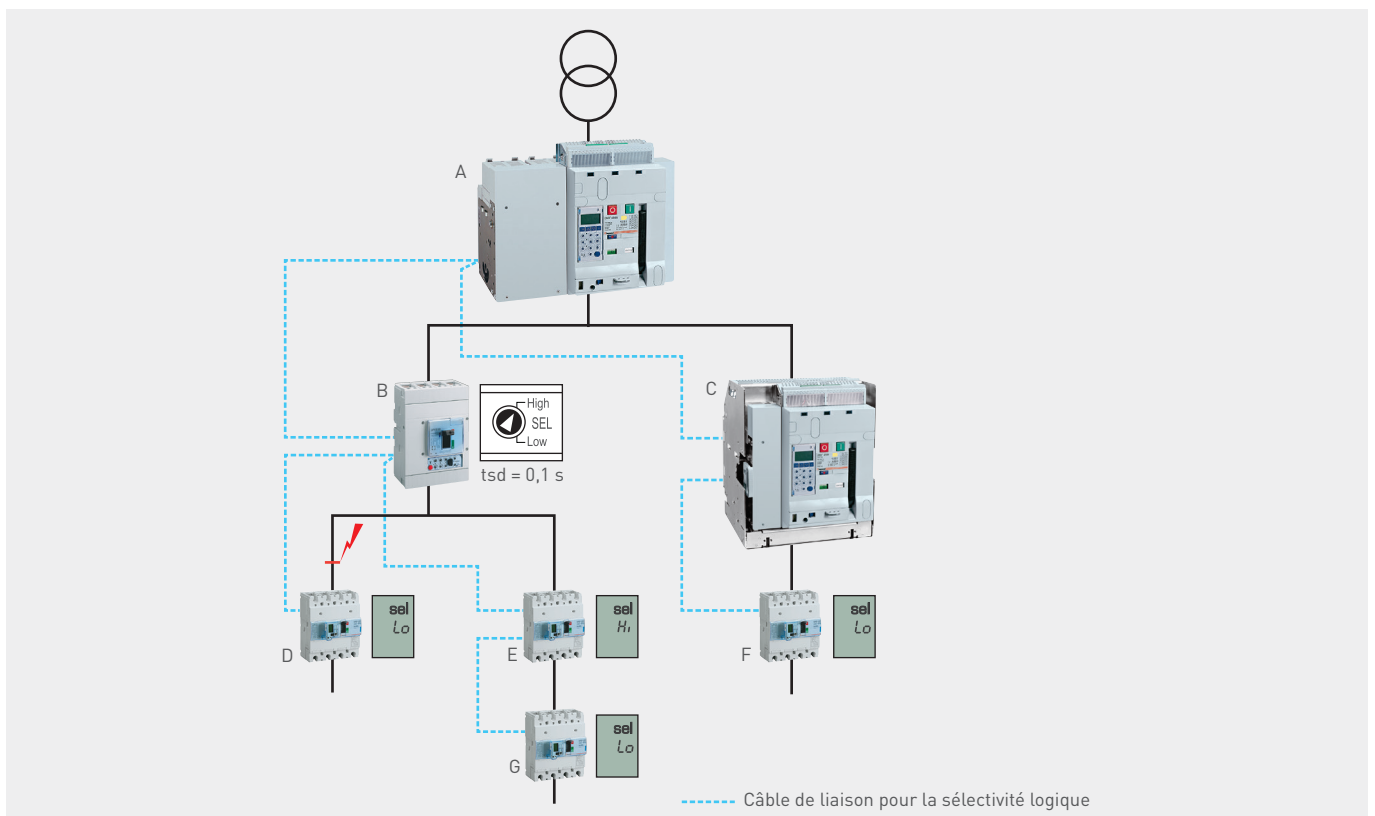 A
B
High
SEL
Low
tsd = 0,1 s
C
sel
Lo
D
sel
Hı
E
sel
Lo
F
sel
Lo
G
Câble de liaison pour la sélectivité logique